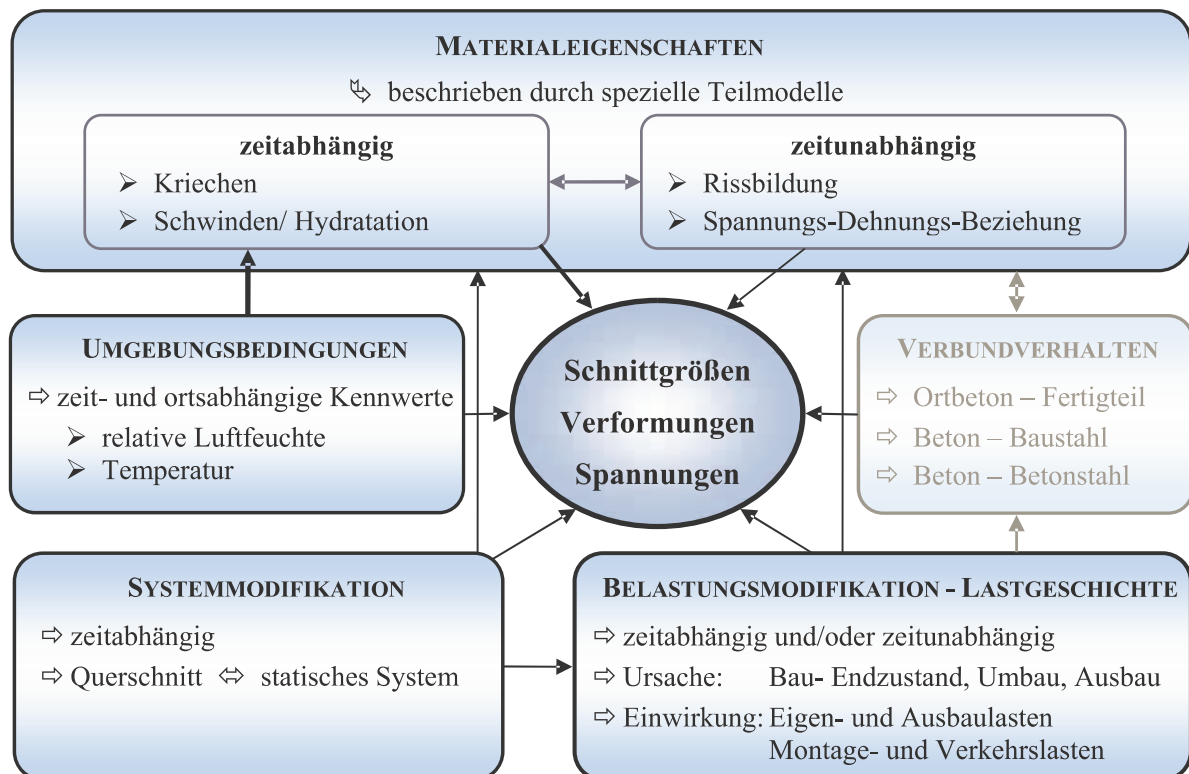 MATERIALEIGENSCHAFTEN
beschrieben durch spezielle Teilmodelle
zeitabhängig
Kriechen
Schwinden/ Hydratation
zeitunabhängig
Rissbildung
Spannungs-Dehnungs-Beziehung
UMGEBUNGSBEDINGUNGEN
zeit- und ortsabhängige Kennwerte
relative Luftfeuchte
Temperatur
Schnittgrößen
Verformungen
Spannungen
VERBUNDVERHALTEN
Ortbeton – Fertigteil
Beton – Baustahl
Beton – Betonstahl
SYSTEMMODIFIKATION
zeitabhängig
Querschnitt ⇔ statisches System
BELASTUNGSMODIFIKATION - LASTGESCHICHTE
zeitabhängig und/oder zeitunabhängig
Ursache: Bau- Endzustand, Umbau, Ausbau
Einwirkung: Eigen- und Ausbaulasten
Montage- und Verkehrslasten